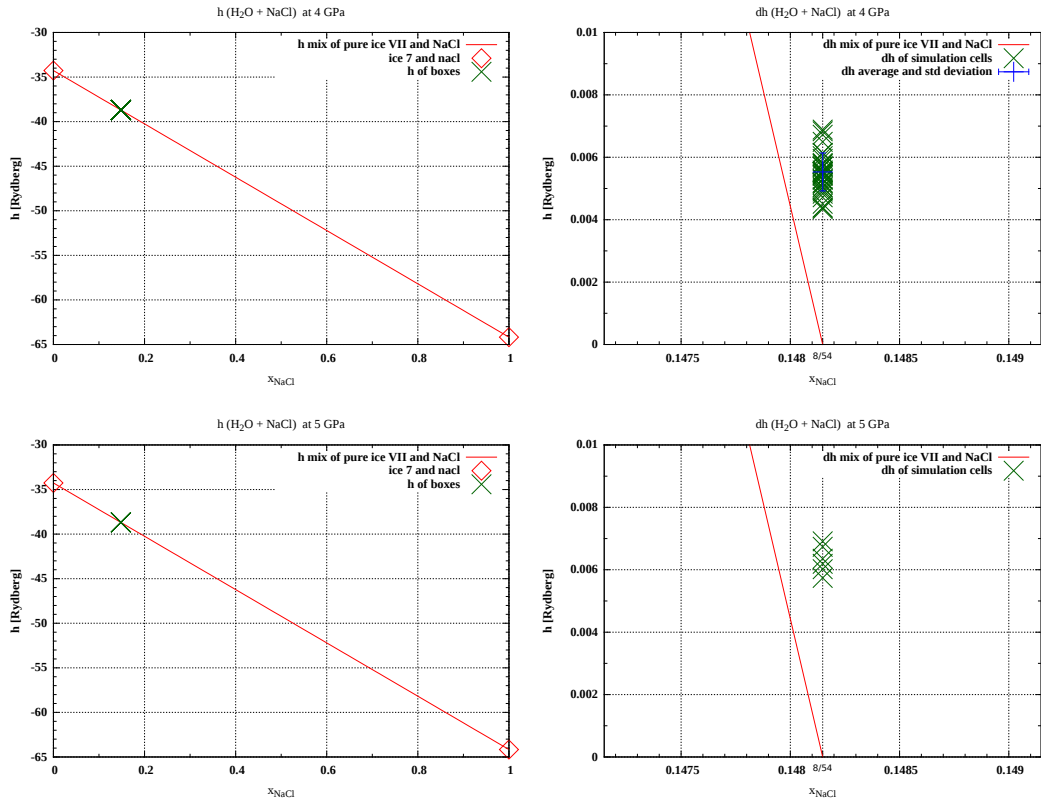 h (H₂O + NaCl) at 4 GPa
h [Rydberg]
-30
-35
-40
-45
-50
-55
-60
-65
h mix of pure ice VII and NaCl
ice 7 and nacl
h of boxes
0 0.2 0.4 0.6 0.8 1
xNaCl
dh (H₂O + NaCl) at 4 GPa
h [Rydberg]
0.01
0.008
0.006
0.004
0.002
0
dh mix of pure ice VII and NaCl
dh of simulation cells
dh average and std deviation
0.1475 0.148 8/54 0.1485 0.149
xNaCl
h (H₂O + NaCl) at 5 GPa
h [Rydberg]
-30
-35
-40
-45
-50
-55
-60
-65
h mix of pure ice VII and NaCl
ice 7 and nacl
h of boxes
0 0.2 0.4 0.6 0.8 1
xNaCl
dh (H₂O + NaCl) at 5 GPa
h [Rydberg]
0.01
0.008
0.006
0.004
0.002
0
dh mix of pure ice VII and NaCl
dh of simulation cells
0.1475 0.148 8/54 0.1485 0.149
xNaCl